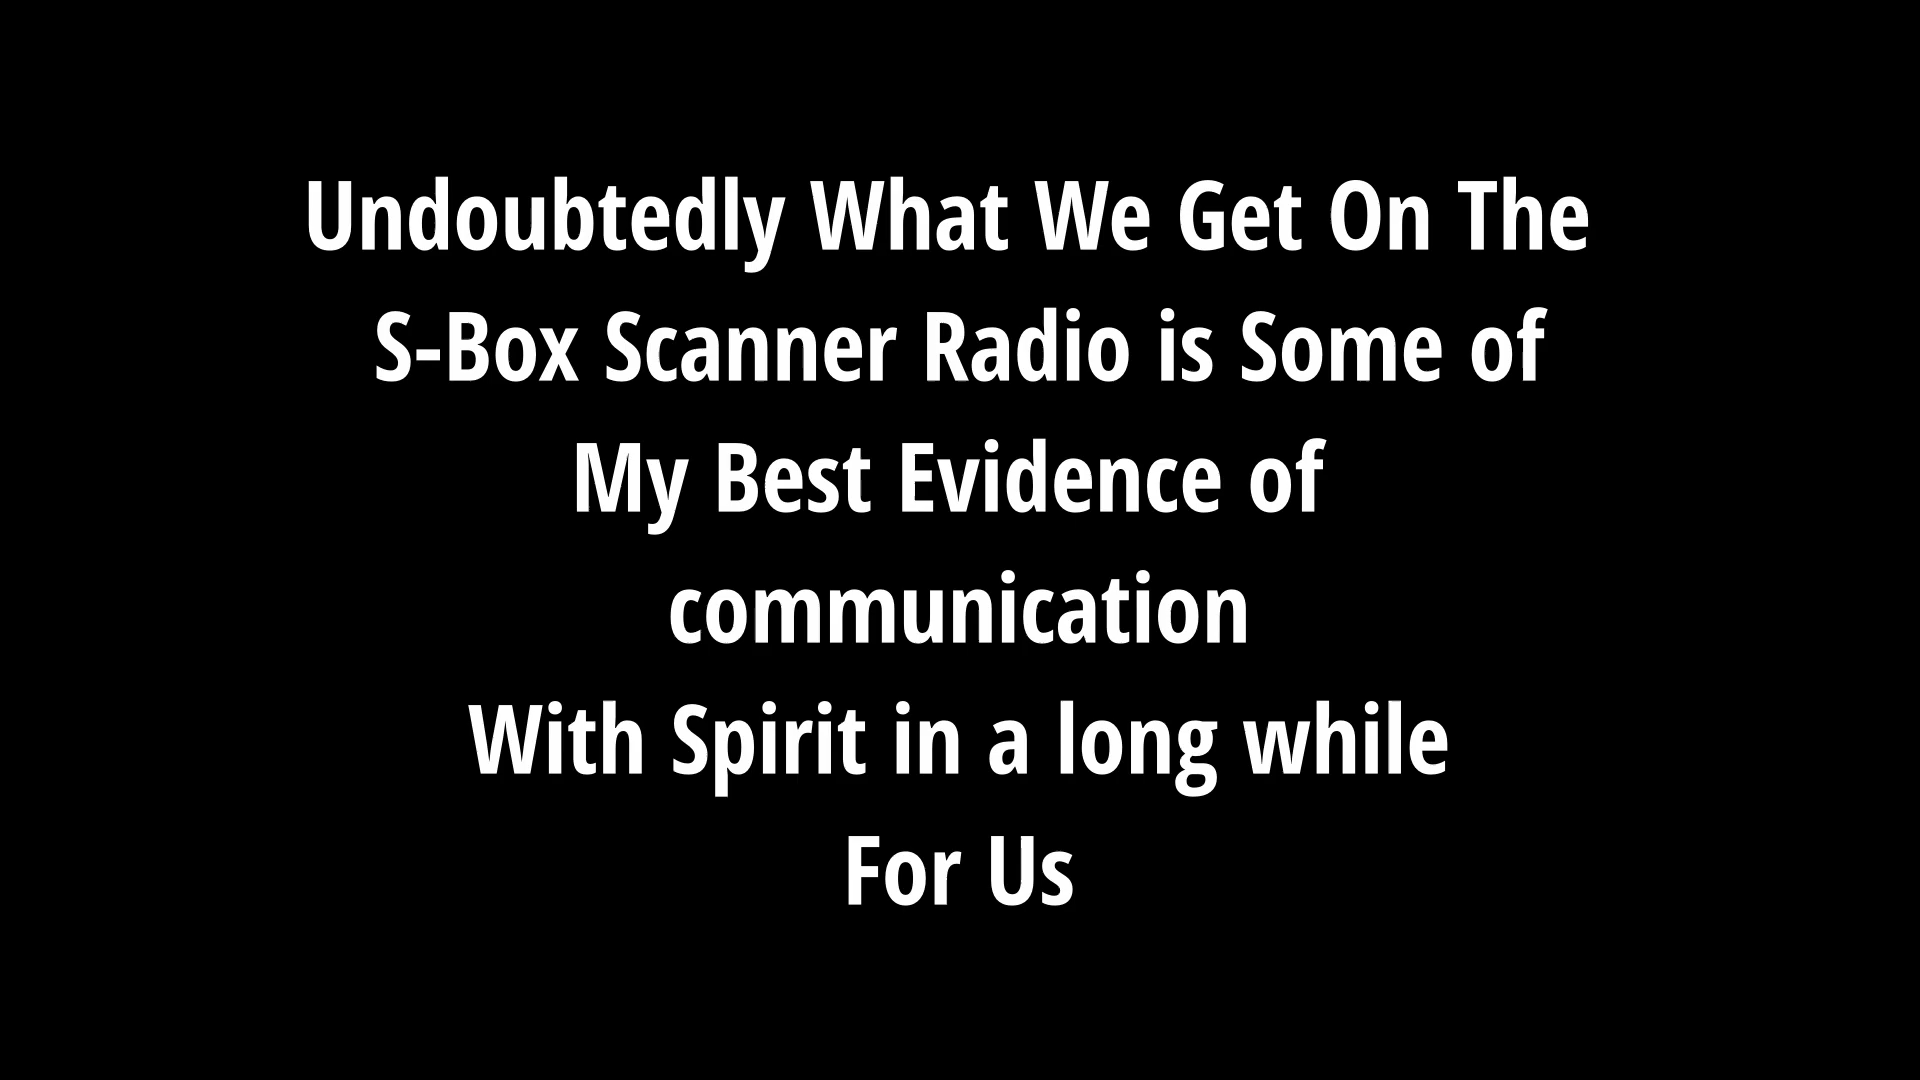 Undoubtedly What We Get On The
S-Box Scanner Radio is Some of
My Best Evidence of
communication
With Spirit in a long while
For Us